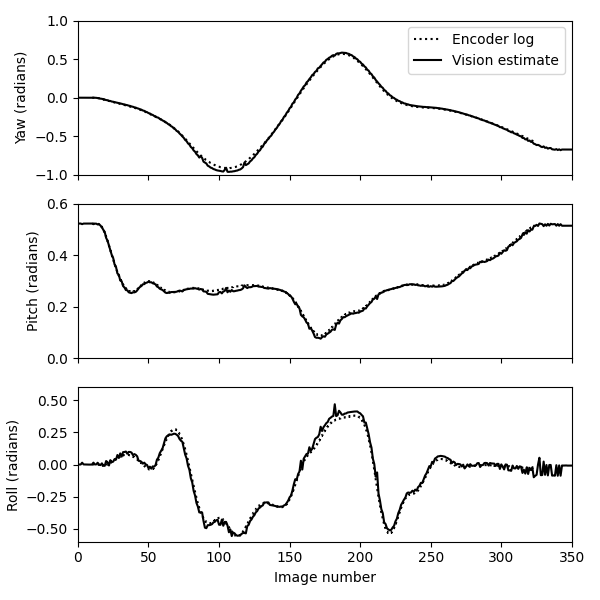 1.0
0.5
0.0
−0.5
−1.0
Yaw (radians)
Encoder log
Vision estimate
0.6
0.4
0.2
0.0
Pitch (radians)
0.50
0.25
0.00
−0.25
−0.50
Roll (radians)
0 50 100 150 200 250 300 350
Image number